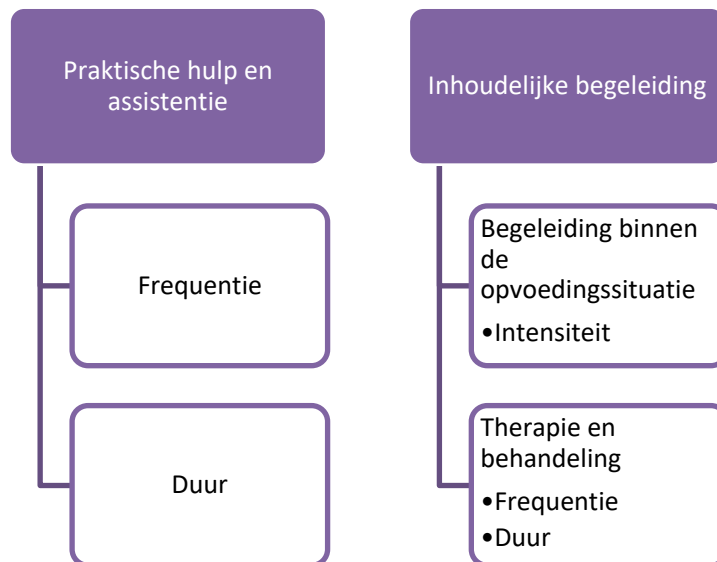 Praktische hulp en
assistentie
Frequentie
Duur
Inhoudelijke begeleiding
Begeleiding binnen
de
opvoedingssituatie
•Intensiteit
Therapie en
behandeling
•Frequentie
•Duur